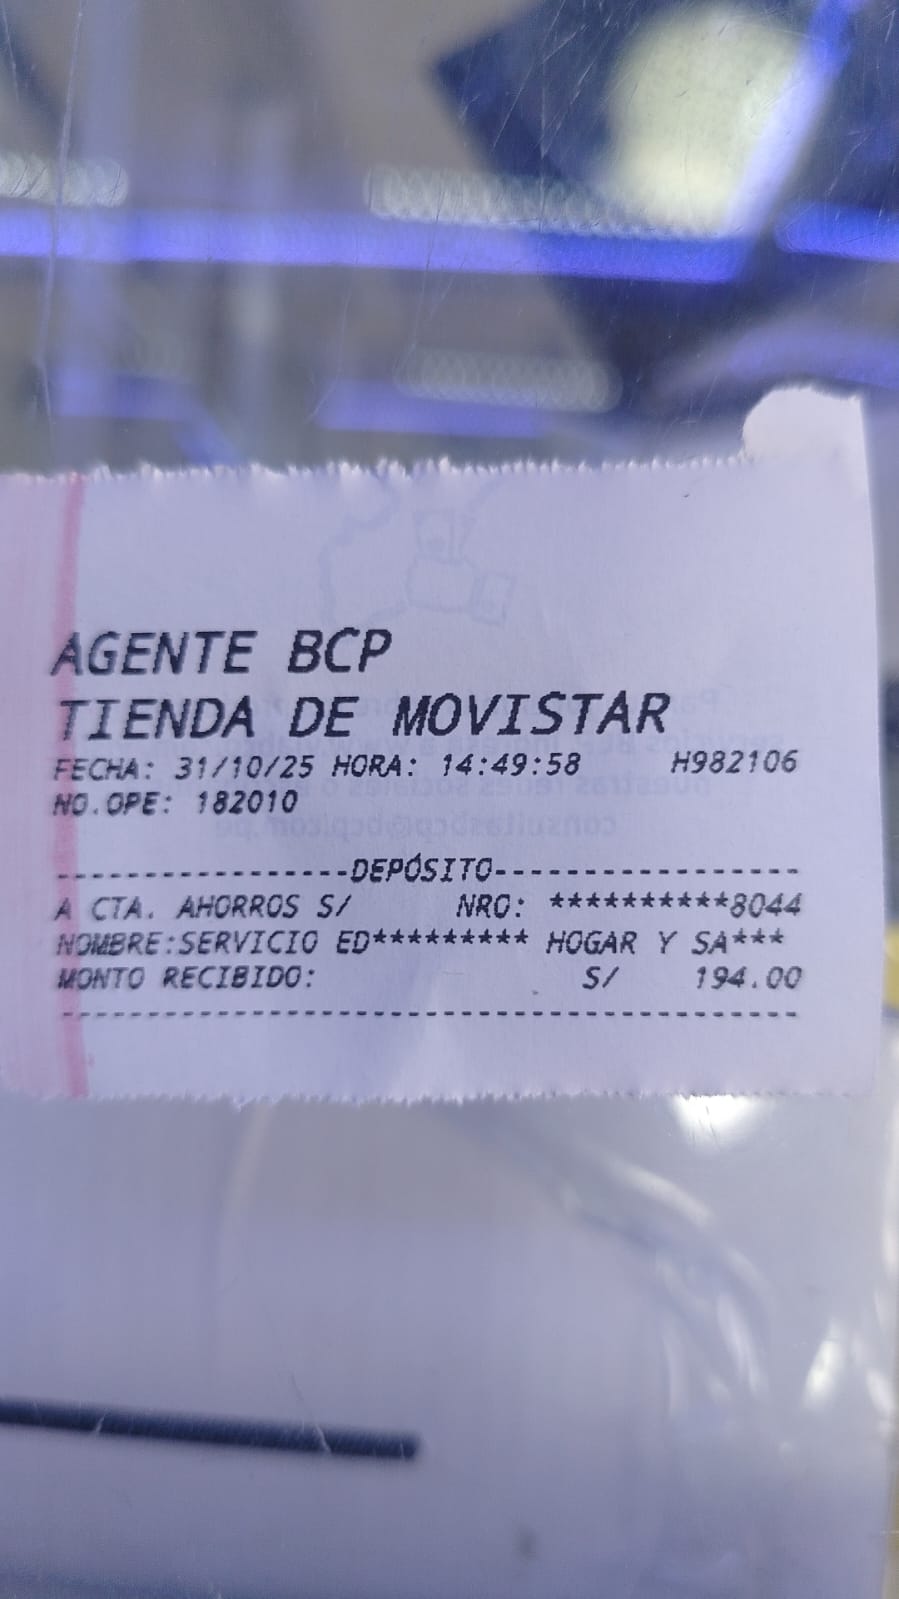 AGENTE BCP
TIENDA DE MOVISTAR
FECHA: 31/10/25 HORA: 14:49:58 H982106
NO.OPE: 182010
-----------------DEPÓSITO-----------------
A CTA. AHORROS S/ NRO: **********8044
NOMBRE:SERVICIO ED********* HOGAR Y SA***
MONTO RECIBIDO: S/ 194.00